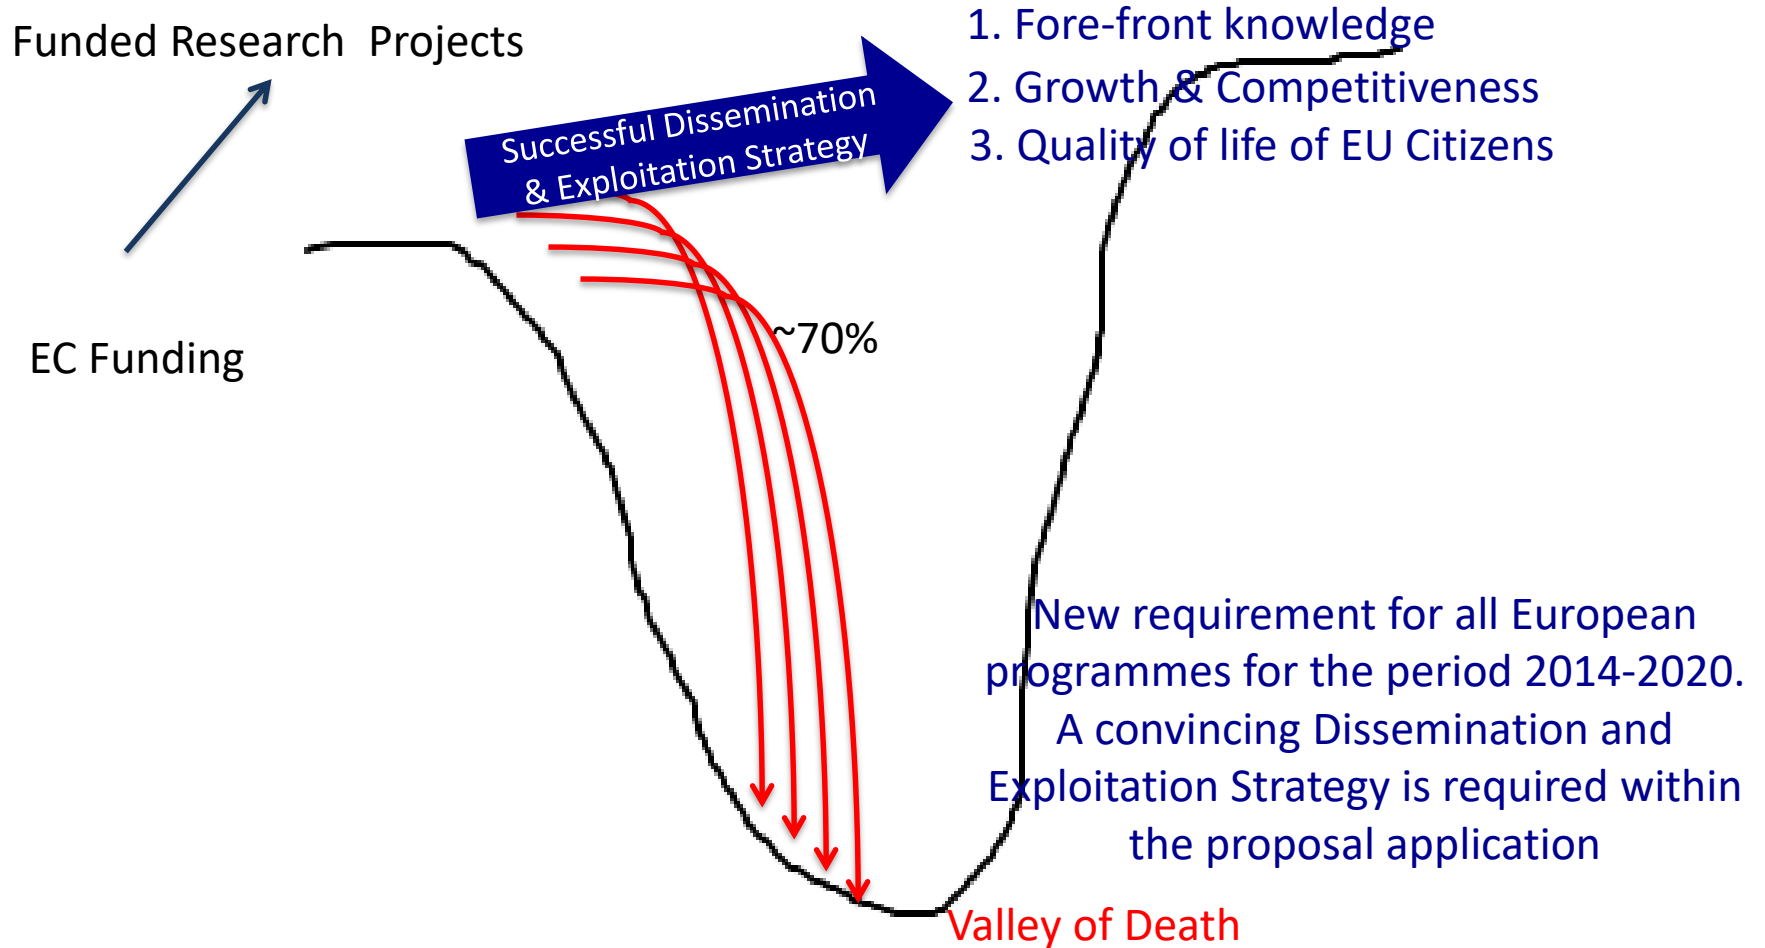 Funded Research Projects
1. Fore-front knowledge
2. Growth & Competitiveness
3. Quality of life of EU Citizens
Successful Dissemination
& Exploitation Strategy
~70%
EC Funding
New requirement for all European
programmes for the period 2014-2020.
A convincing Dissemination and
Exploitation Strategy is required within
the proposal application
Valley of Death